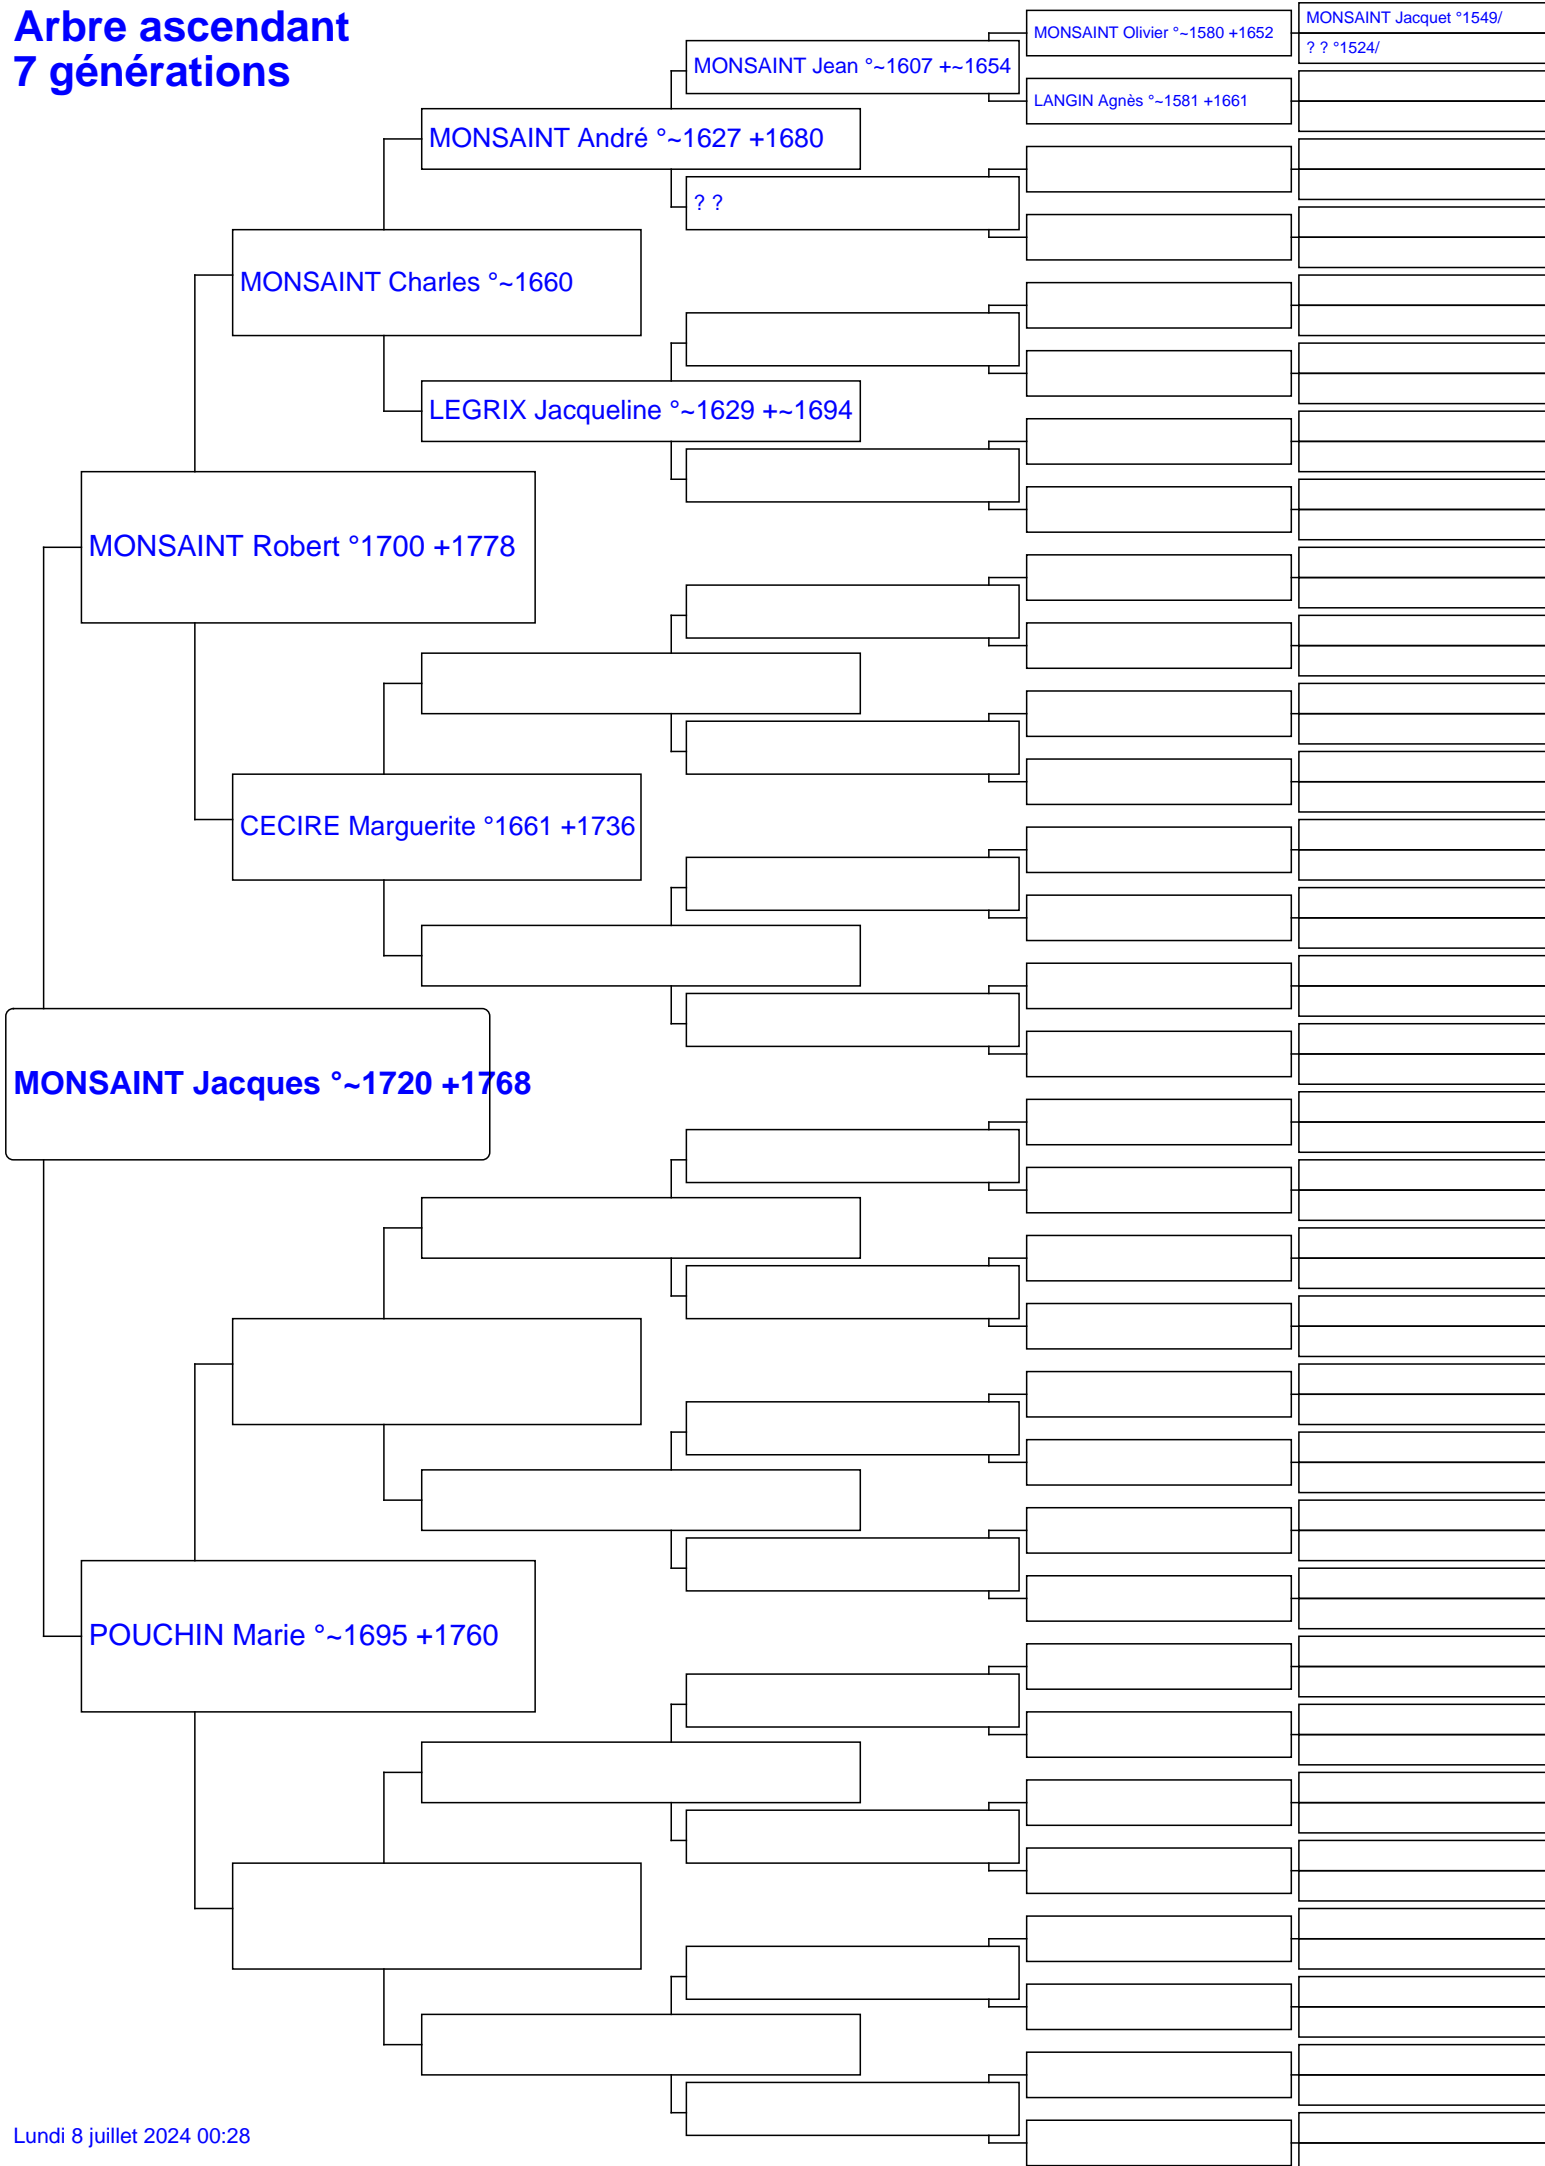 Arbre ascendant
7 générations
MONSAINT Olivier °~1580 +1652
MONSAINT Jacquet °1549/
? ? °1524/
MONSAINT Jean °~1607 +~1654
LANGIN Agnès °~1581 +1661
MONSAINT André °~1627 +1680
? ?
MONSAINT Charles °~1660
LEGRIX Jacqueline °~1629 +~1694
MONSAINT Robert °1700 +1778
CECIRE Marguerite °1661 +1736
MONSAINT Jacques °~1720 +1768
POUCHIN Marie °~1695 +1760
Lundi 8 juillet 2024 00:28